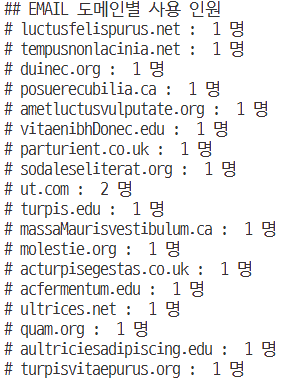 ## EMAIL 도메인별 사용 인원
# luctusfelispurus.net :  1 명
# tempusnonlacinia.net :  1 명
# duinec.org :  1 명
# posuerecubilia.ca :  1 명
# ametluctusvulputate.org :  1 명
# vitaenibhDonec.edu :  1 명
# parturient.co.uk :  1 명
# sodaleseliterat.org :  1 명
# ut.com :  2 명
# turpis.edu :  1 명
# massaMaurisvestibulum.ca :  1 명
# molestie.org :  1 명
# acturpisegestas.co.uk :  1 명
# acfermentum.edu :  1 명
# ultrices.net :  1 명
# quam.org :  1 명
# aultriciesadipiscing.edu :  1 명
# turpisvitaepurus.org :  1 명